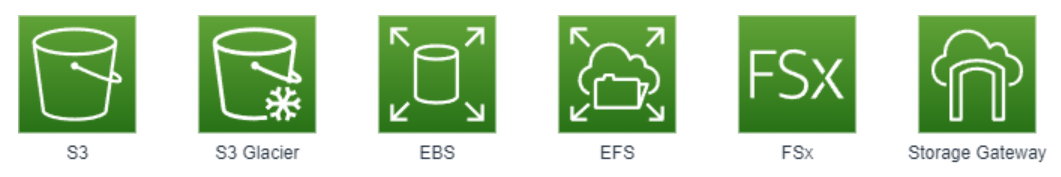 FSx
S3
S3 Glacier
EBS
EFS
FSx
Storage Gateway